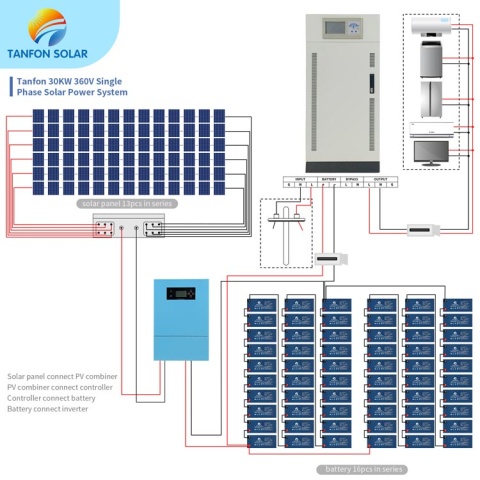 TANFON SOLAR
Tanfon 30KW 360V Single
Phase Solar Power System
solar panel 13pcs in series
INPUT BATTERY BYPASS OUTPUT
Solar panel connect PV combiner
PV combiner connect controller
Controller connect battery
Battery connect inverter
battery 16pcs in series